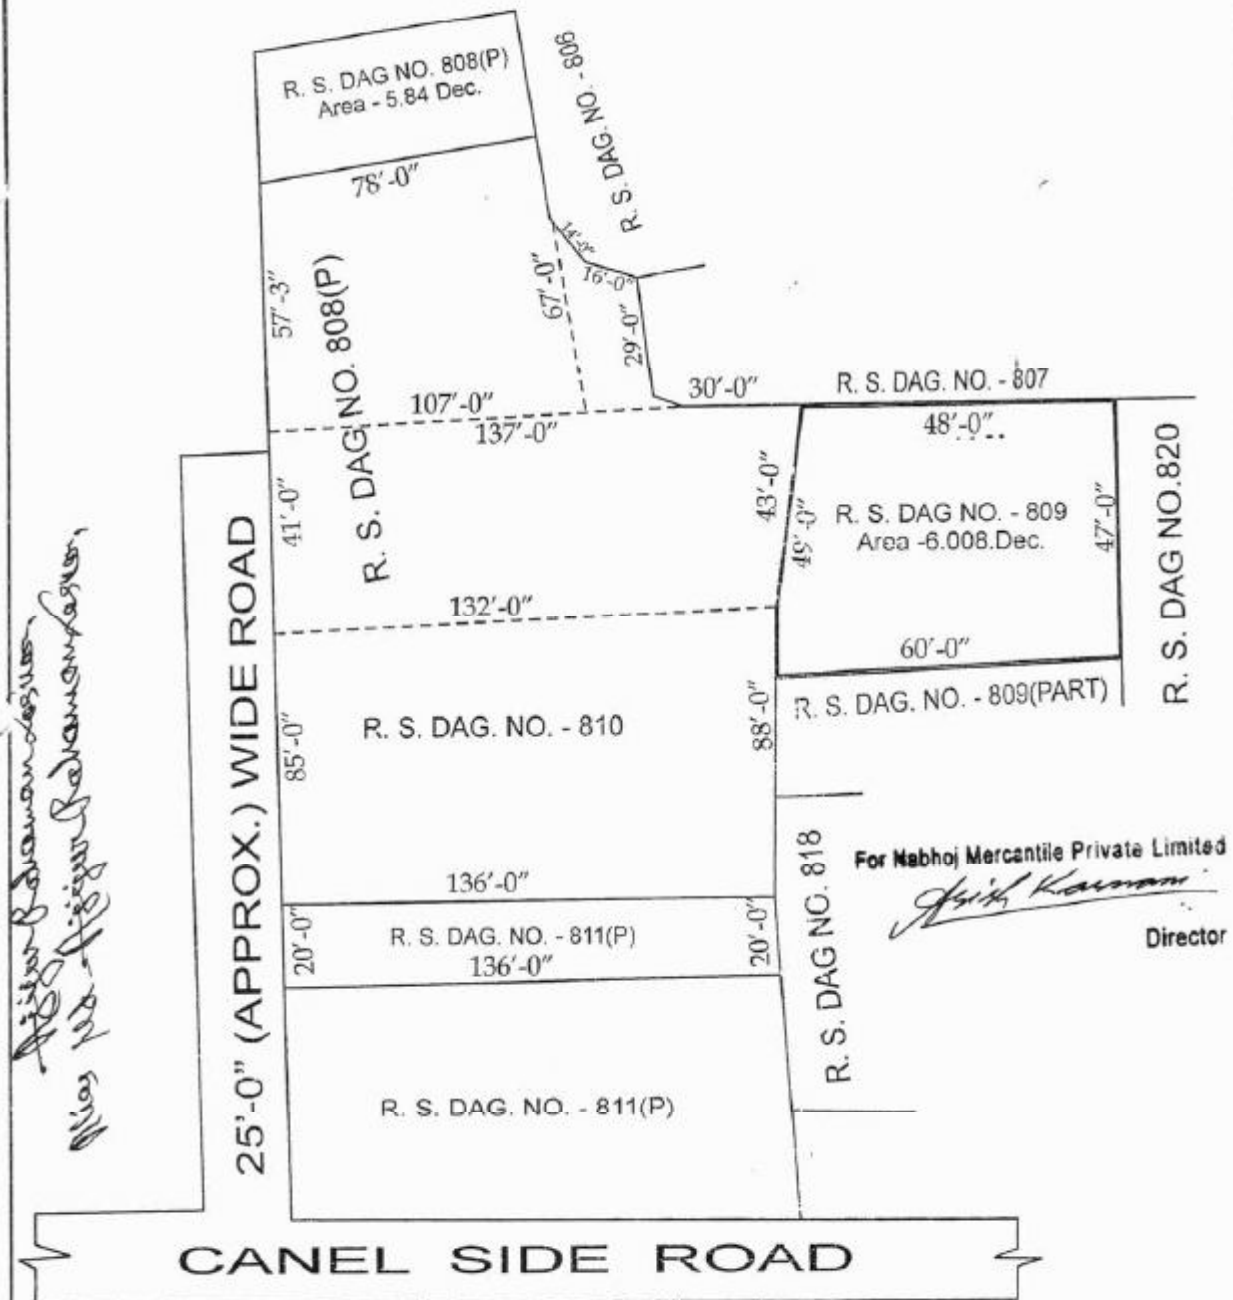 R. S. DAG NO. 808(P)
Area - 5.84 Dec.
R. S. DAG. NO. - 806
78'-0"
14'-0"
16'-0"
67'-0"
57'-3"
R. S. DAG NO. 808(P)
29'-0"
30'-0"
R. S. DAG. NO. - 807
107'-0"
137'-0"
48'-0"
41'-0"
43'-0"
49'-0"
R. S. DAG NO. - 809
Area -6.008.Dec.
47'-0"
R. S. DAG NO.820
132'-0"
60'-0"
R. S. DAG. NO. - 809(PART)
25'-0" (APPROX.) WIDE ROAD
85'-0"
R. S. DAG. NO. - 810
88'-0"
136'-0"
R. S. DAG NO. 818
For Nabhoj Mercantile Private Limited
Asish Karnani
Director
20'-0"
R. S. DAG. NO. - 811(P)
20'-0"
136'-0"
R. S. DAG. NO. - 811(P)
CANEL SIDE ROAD